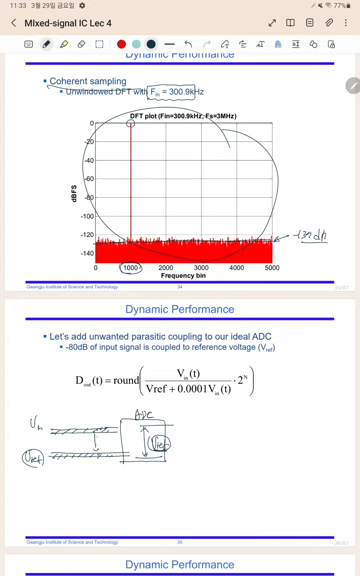 11:33 3월 29일 금요일
77%
MIxed-signal IC Lec 4
Dynamic Performance
Coherent sampling
Unwindowed DFT with Fin = 300.9kHz
DFT plot (Fin=300.9kHz; Fs=3MHz)
dBFS
0
-20
-40
-60
-80
-100
-120
-140
-130 dB
0 1000 2000 3000 4000 5000
Frequency bin
Gwangju Institute of Science and Technology 34
Dynamic Performance
Let's add unwanted parasitic coupling to our ideal ADC
-80dB of input signal is coupled to reference voltage (Vref)
Dout(t) = round( Vin(t) / Vref + 0.0001Vin(t) · 2^N )
ADC
Vin
Vref
Vref
Gwangju Institute of Science and Technology 35
Dynamic Performance